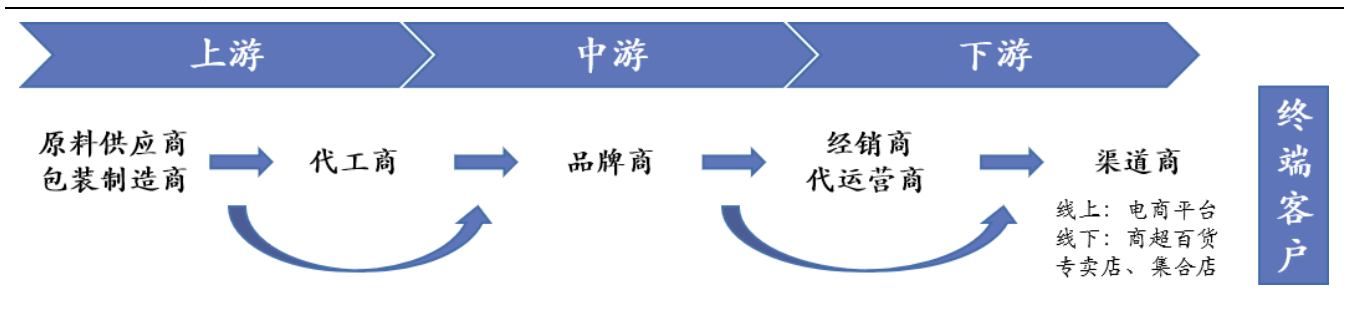 上游
中游
下游
原料供应商
包装制造商
代工商
品牌商
经销商
代运营商
渠道商
线上：电商平台
线下：商超百货
专卖店、集合店
终端客户